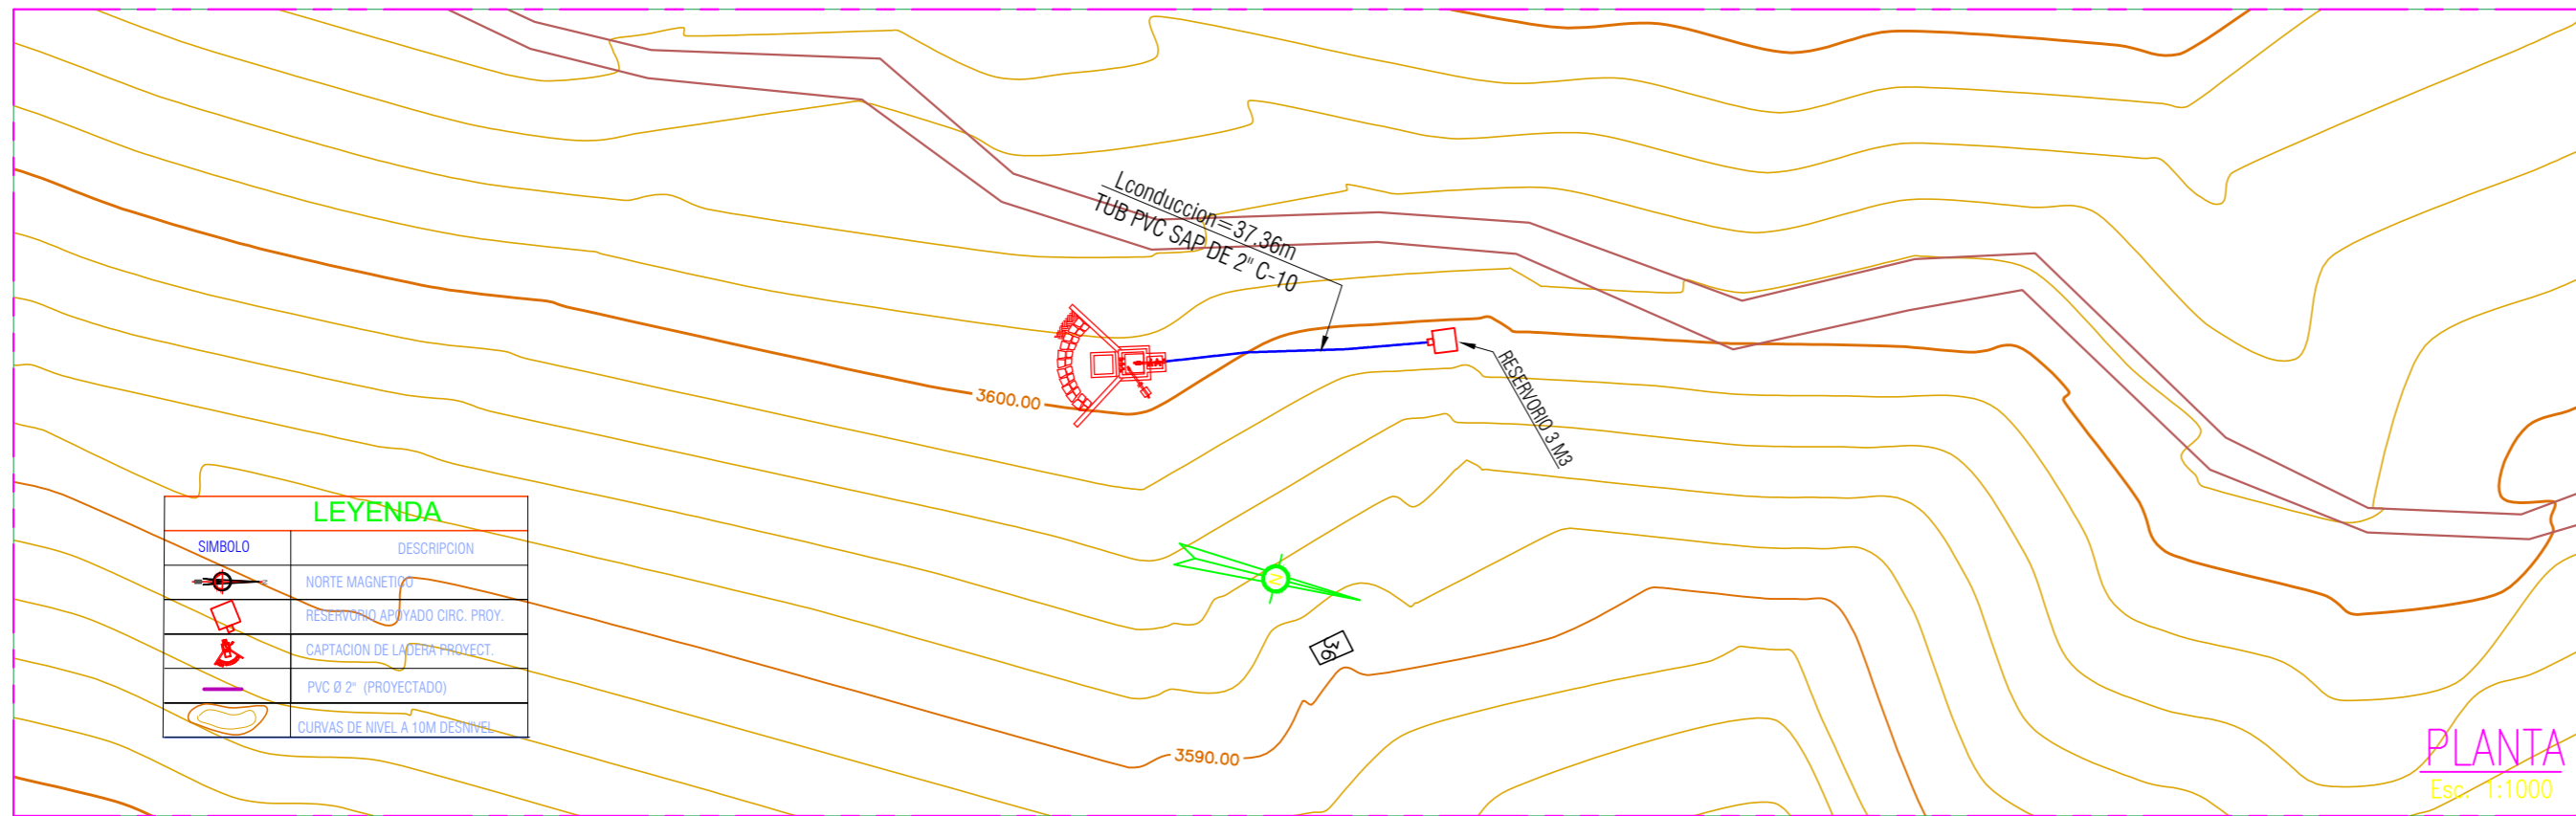 Lconduccion=37.36m
TUB PVC SAP DE 2" C-10
3600.00
RESERVORIO 3 M3
LEYENDA
SIMBOLO DESCRIPCION
NORTE MAGNETICO
RESERVORIO APOYADO CIRC. PROY.
CAPTACION DE LADERA PROYECT.
PVC Ø 2" (PROYECTADO)
CURVAS DE NIVEL A 10M DESNIVEL
N
36
3590.00
PLANTA
Esc. 1:1000